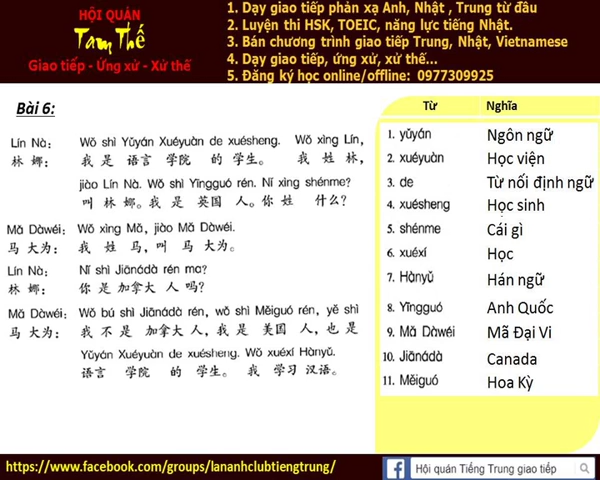 HỘI QUÁN
Tam Thế
Giao tiếp - Ứng xử - Xử thế
1. Dạy giao tiếp phản xạ Anh, Nhật , Trung từ đầu
2. Luyện thi HSK, TOEIC, năng lực tiếng Nhật.
3. Bán chương trình giao tiếp Trung, Nhật, Vietnamese
4. Dạy giao tiếp, ứng xử, xử thế...
5. Đăng ký học online/offline: 0977309925
Bài 6:
Lín Nà: Wǒ shì Yǔyán Xuéyuàn de xuésheng. Wǒ xìng Lín,
林 娜: 我 是 语言 学院 的 学生。 我 姓 林,
jiào Lín Nà. Wǒ shì Yīngguó rén. Nǐ xìng shénme?
叫 林 娜。我 是 英国 人。你 姓 什么?
Mǎ Dàwéi: Wǒ xìng Mǎ, jiào Mǎ Dàwéi.
马 大为: 我 姓 马, 叫 马 大为。
Lín Nà: Nǐ shì Jiānádà rén ma?
林 娜: 你 是 加拿大 人 吗?
Mǎ Dàwéi: Wǒ bú shì Jiānádà rén, wǒ shì Měiguó rén, yě shì
马 大为: 我 不 是 加拿大 人, 我 是 美国 人, 也 是
Yǔyán Xuéyuàn de xuésheng. Wǒ xuéxí Hànyǔ.
语言 学院 的 学生。 我 学习 汉语。
Từ Nghĩa
1. yǔyán Ngôn ngữ
2. xuéyuàn Học viện
3. de Từ nối định ngữ
4. xuésheng Học sinh
5. shénme Cái gì
6. xuéxí Học
7. Hànyǔ Hán ngữ
8. Yīngguó Anh Quốc
9. Mǎ Dàwéi Mã Đại Vi
10. Jiānádà Canada
11. Měiguó Hoa Kỳ
https://www.facebook.com/groups/lananhclubtiengtrung/
f Hội quán Tiếng Trung giao tiếp